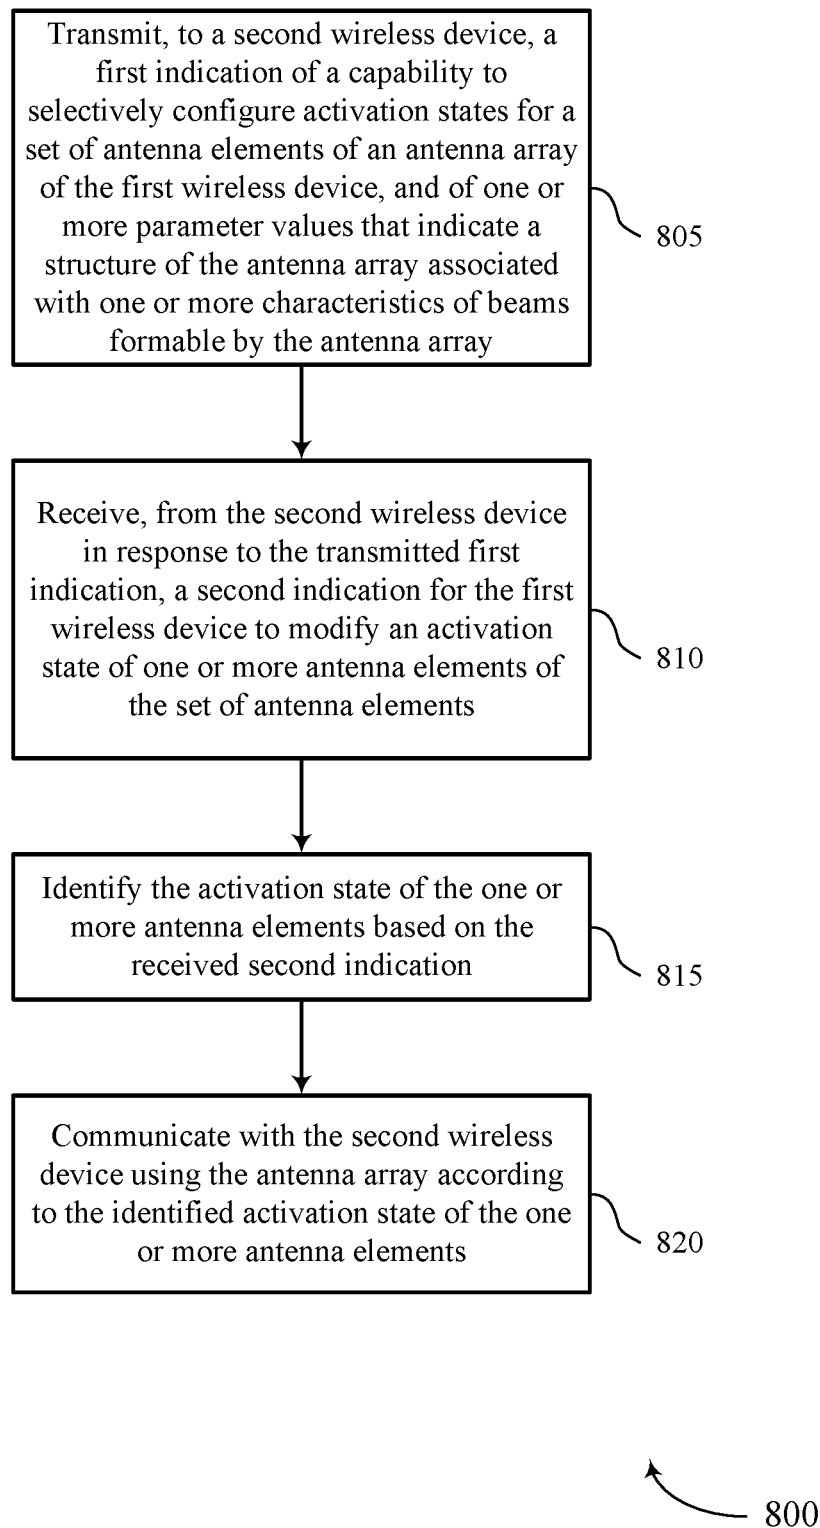 Transmit, to a second wireless device, a
first indication of a capability to
selectively configure activation states for a
set of antenna elements of an antenna array
of the first wireless device, and of one or
more parameter values that indicate a
structure of the antenna array associated
with one or more characteristics of beams
formable by the antenna array
805
Receive, from the second wireless device
in response to the transmitted first
indication, a second indication for the first
wireless device to modify an activation
state of one or more antenna elements of
the set of antenna elements
810
Identify the activation state of the one or
more antenna elements based on the
received second indication
815
Communicate with the second wireless
device using the antenna array according
to the identified activation state of the one
or more antenna elements
820
800